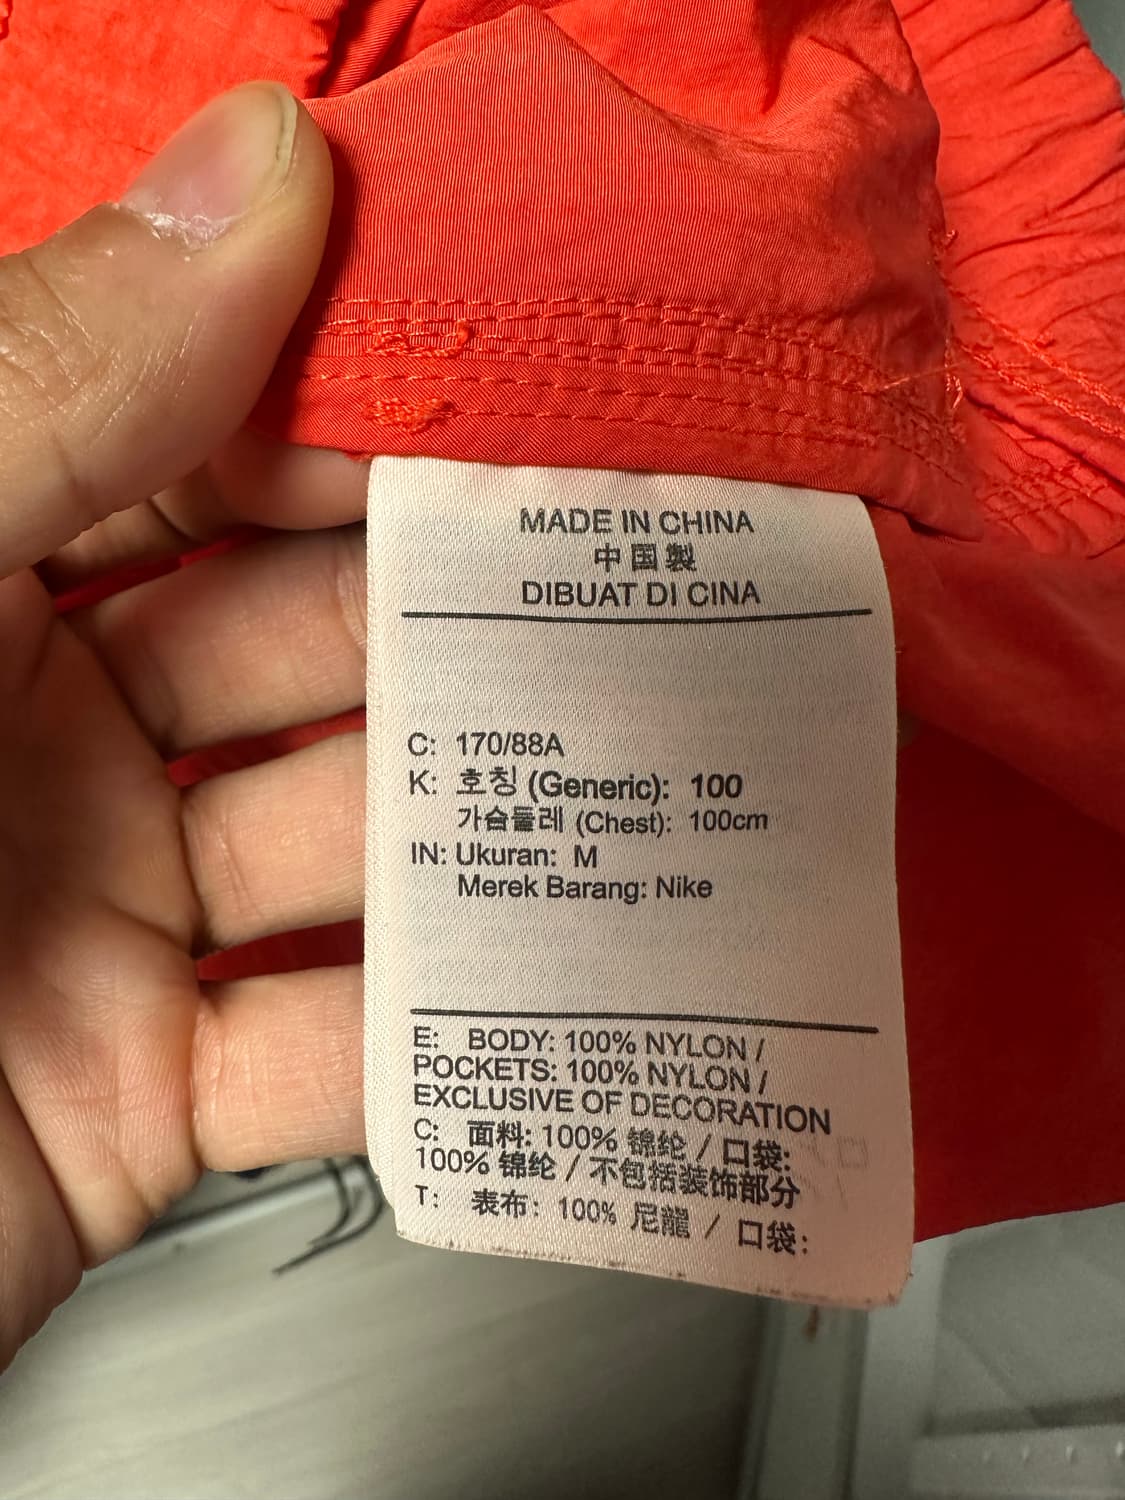 MADE IN CHINA
中国製
DIBUAT DI CINA
C: 170/88A
K: 호칭 (Generic): 100
가슴둘레 (Chest): 100cm
IN: Ukuran: M
Merek Barang: Nike
E: BODY: 100% NYLON /
POCKETS: 100% NYLON /
EXCLUSIVE OF DECORATION
C: 面料: 100% 锦纶 / 口袋:
100% 锦纶 / 不包括装饰部分
T: 表布: 100% 尼龍 / 口袋: